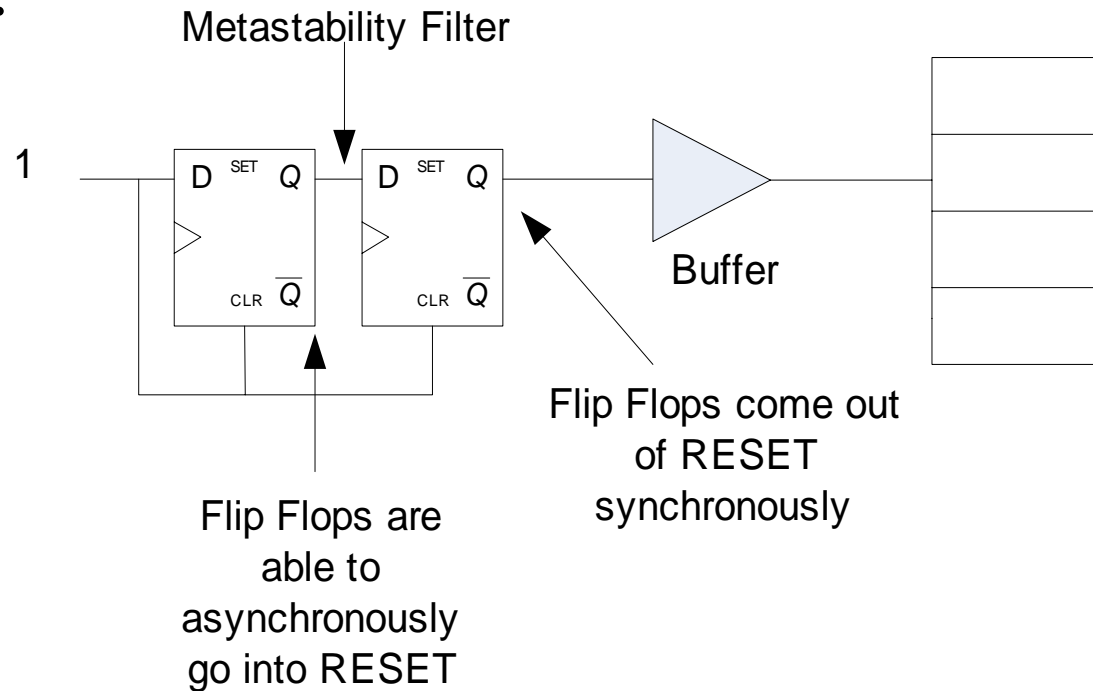 Metastability Filter
1
D SET Q
CLR Q
D SET Q
CLR Q
Buffer
Flip Flops come out
of RESET
synchronously
Flip Flops are
able to
asynchronously
go into RESET